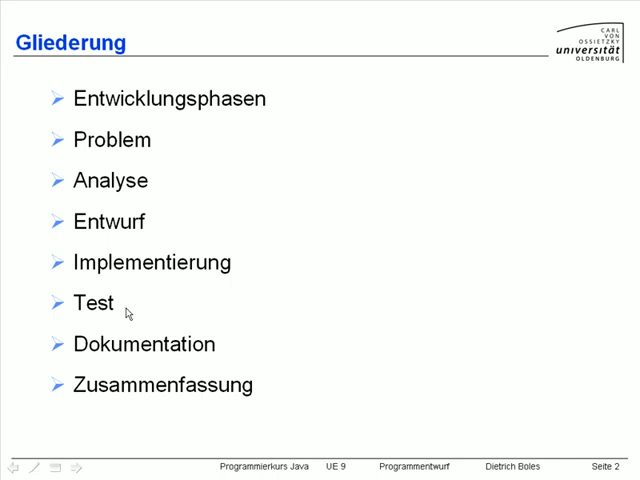 Gliederung
CARL
VON
OSSIETZKY
universität
OLDENBURG
Entwicklungsphasen
Problem
Analyse
Entwurf
Implementierung
Test
Dokumentation
Zusammenfassung
Programmierkurs Java UE 9 Programmentwurf Dietrich Boles Seite 2